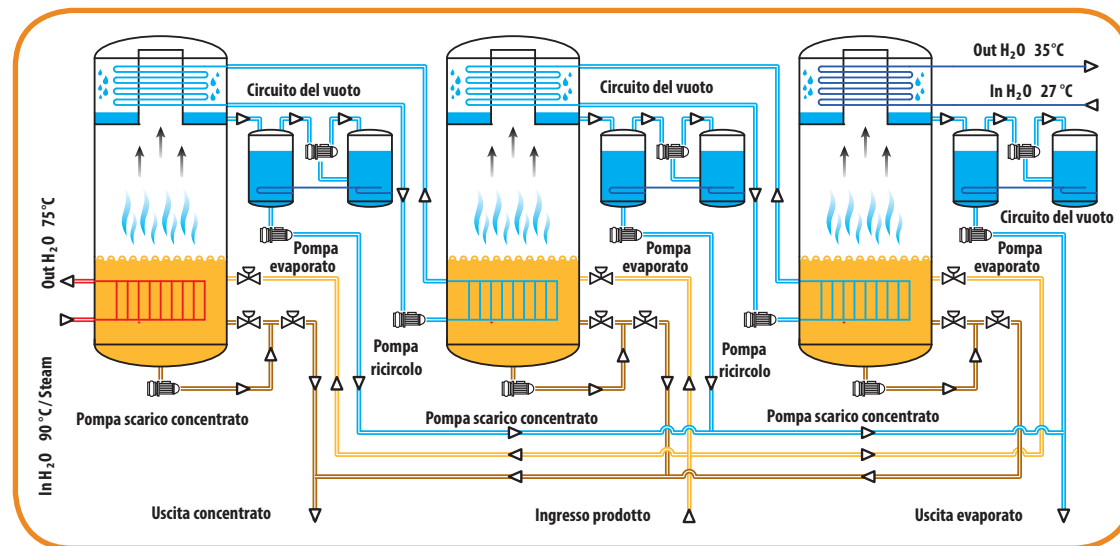 Out H2O 35°C
In H2O 27 °C
Circuito del vuoto
Circuito del vuoto
Circuito del vuoto
Out H2O 75°C
In H2O 90 °C/ Steam
Pompa
evaporato
Pompa
evaporato
Pompa
evaporato
Pompa
ricircolo
Pompa
ricircolo
Pompa scarico concentrato
Pompa scarico concentrato
Pompa scarico concentrato
Uscita concentrato
Ingresso prodotto
Uscita evaporato